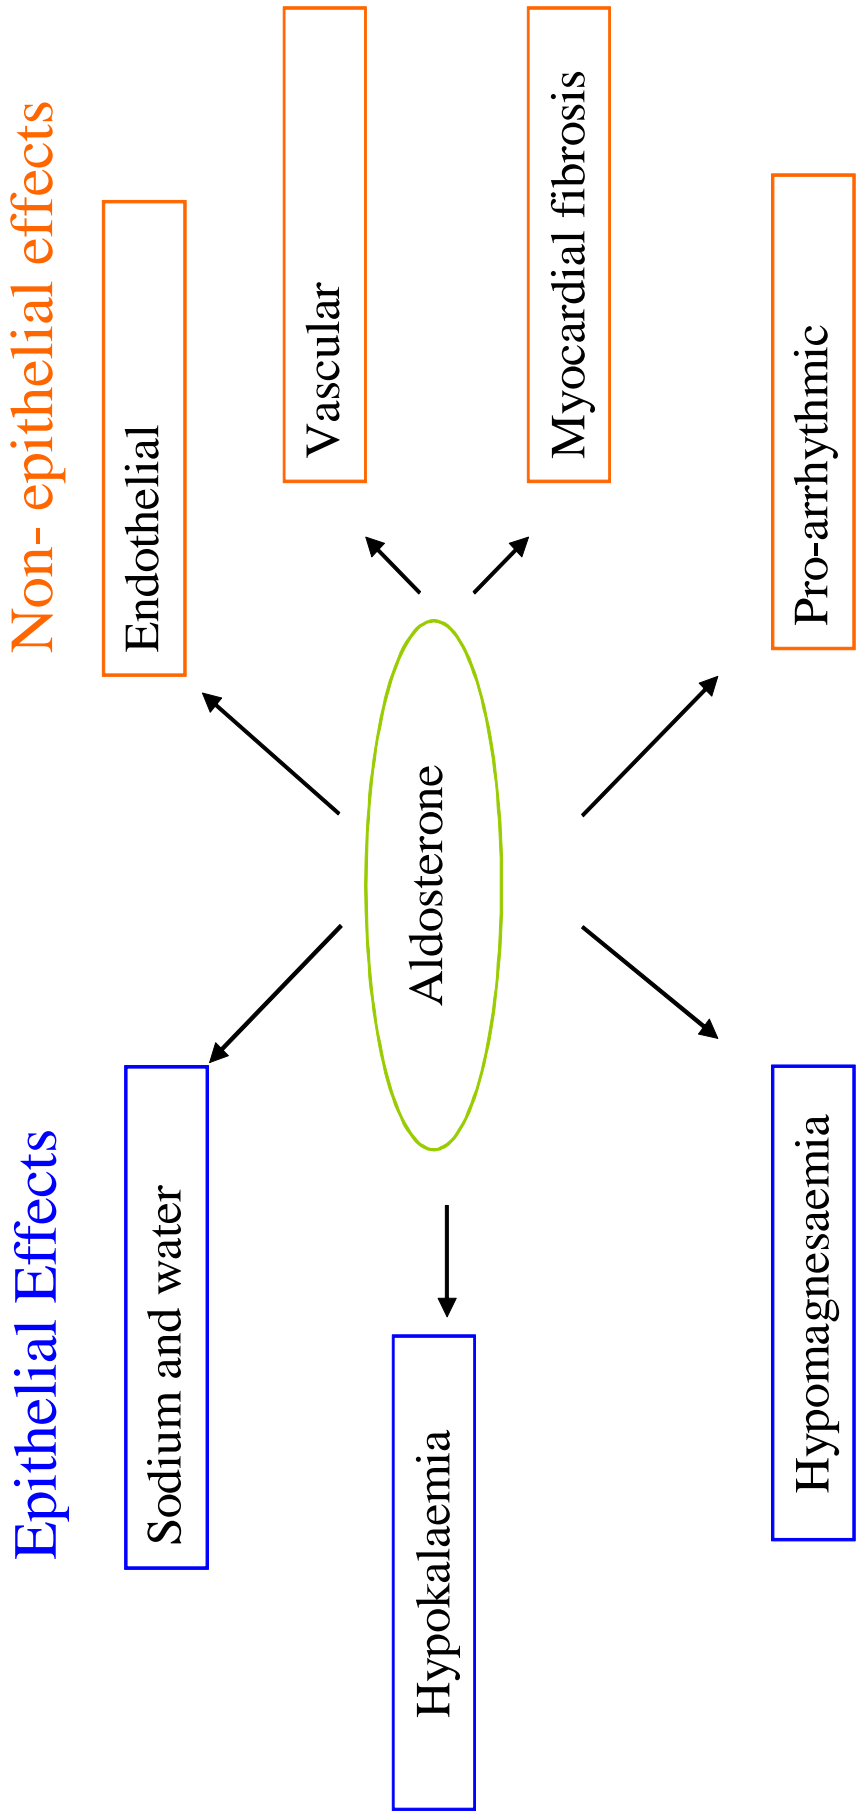 Epithelial Effects
Non- epithelial effects
Sodium and water
Endothelial
Vascular
Hypokalaemia
Aldosterone
Myocardial fibrosis
Hypomagnesaemia
Pro-arrhythmic